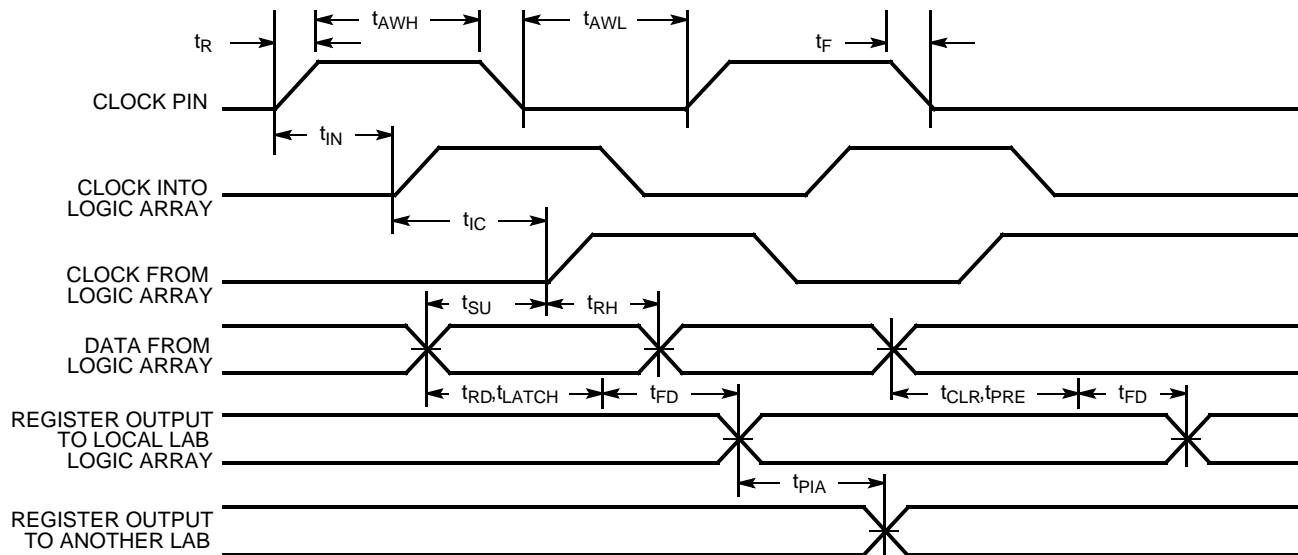 tAWH
tAWL
tR
tF
CLOCK PIN
tIN
CLOCK INTO
LOGIC ARRAY
tIC
CLOCK FROM
LOGIC ARRAY
tSU
tRH
DATA FROM
LOGIC ARRAY
tRD,tLATCH
tFD
tCLR,tPRE
tFD
REGISTER OUTPUT
TO LOCAL LAB
LOGIC ARRAY
tPIA
REGISTER OUTPUT
TO ANOTHER LAB